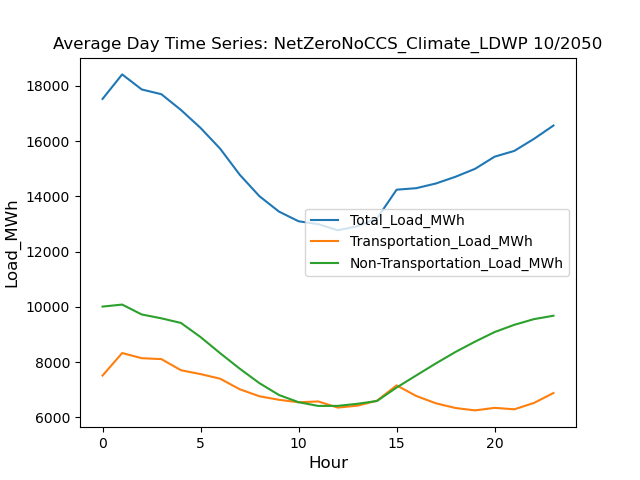 Average Day Time Series: NetZeroNoCCS_Climate_LDWP 10/2050
18000
16000
14000
12000
10000
8000
6000
Load_MWh
Total_Load_MWh
Transportation_Load_MWh
Non-Transportation_Load_MWh
0 5 10 15 20
Hour